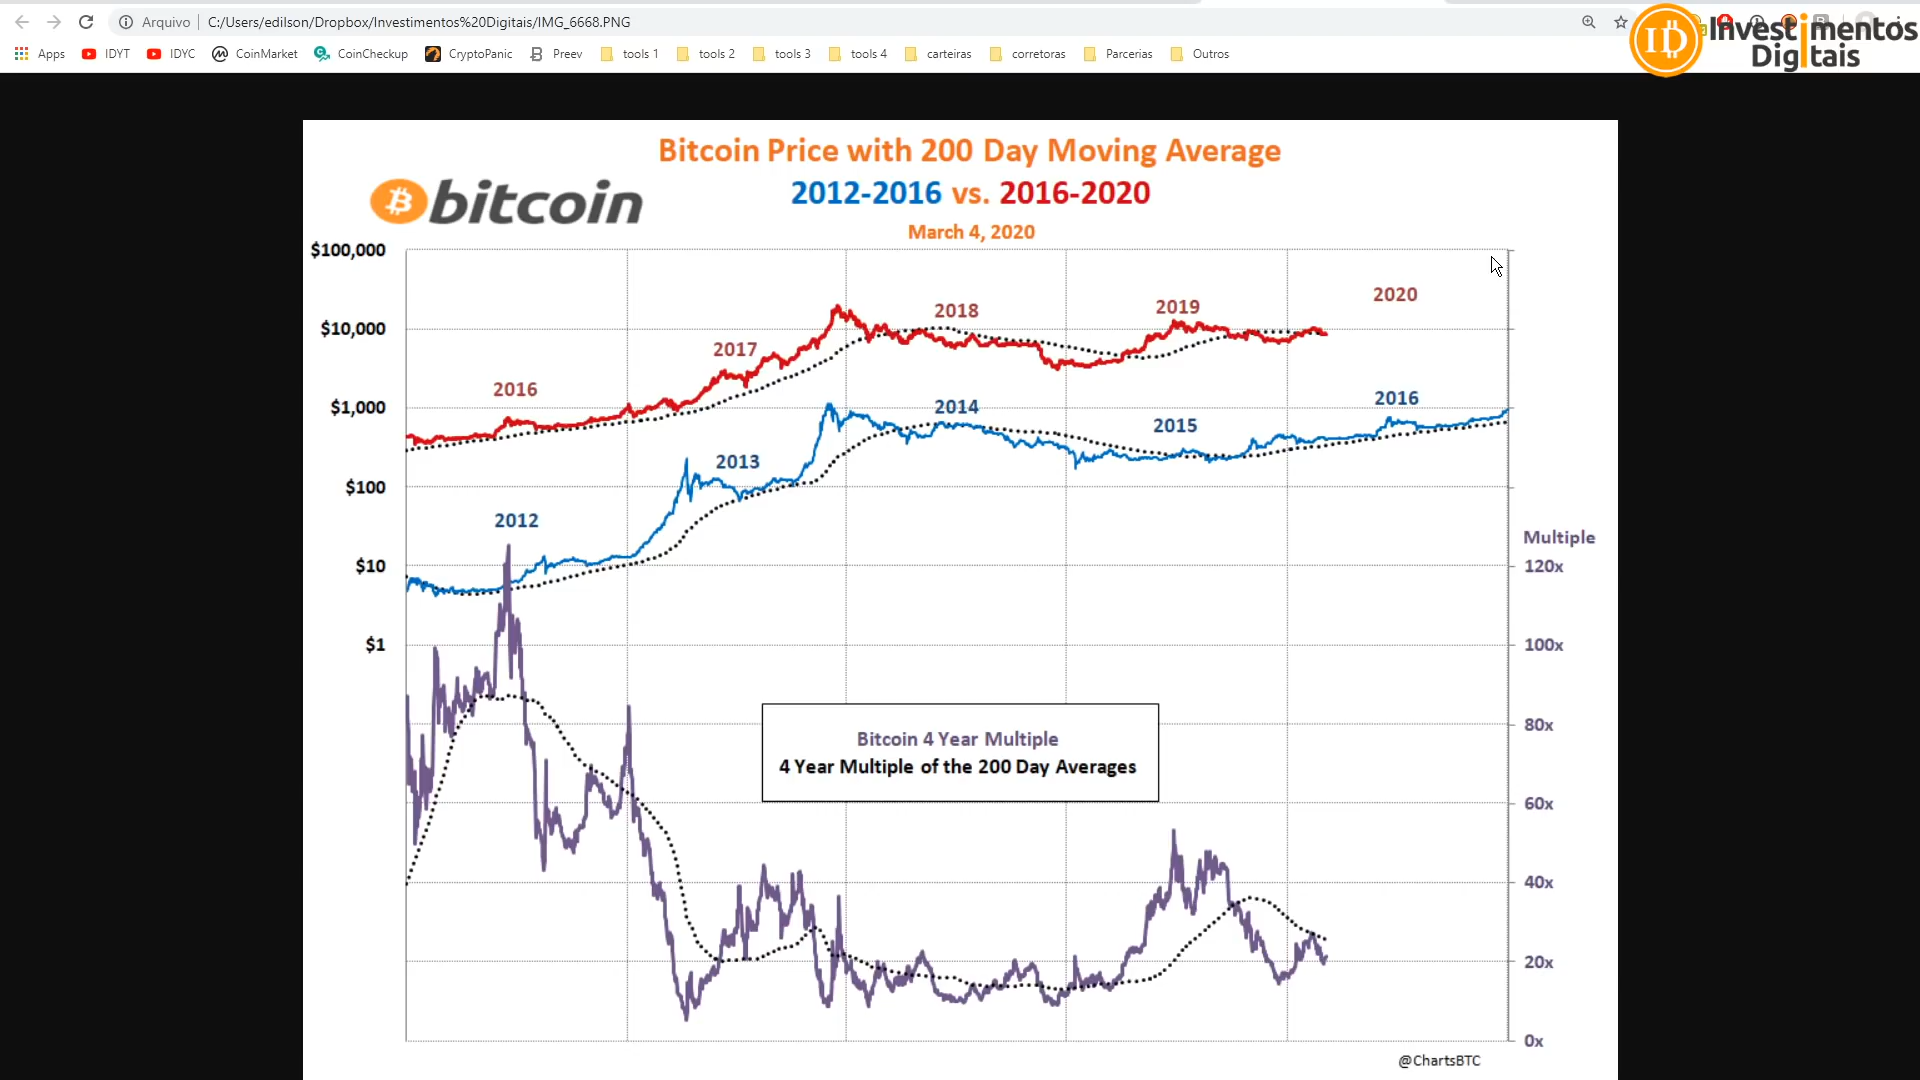 Arquivo C:/Users/edilson/Dropbox/Investimentos%20Digitais/IMG_6668.PNG
Apps IDYT IDYC CoinMarket CoinCheckup CryptoPanic Preev tools 1 tools 2 tools 3 tools 4 carteiras corretoras Parcerias Outros
ID Investimentos
Digitais
Bitcoin Price with 200 Day Moving Average
bitcoin
2012-2016 vs. 2016-2020
March 4, 2020
$100,000
$10,000
$1,000
$100
$10
$1
2016
2017
2018
2019
2020
2012
2013
2014
2015
2016
Multiple
120x
100x
80x
60x
40x
20x
0x
Bitcoin 4 Year Multiple
4 Year Multiple of the 200 Day Averages
@ChartsBTC